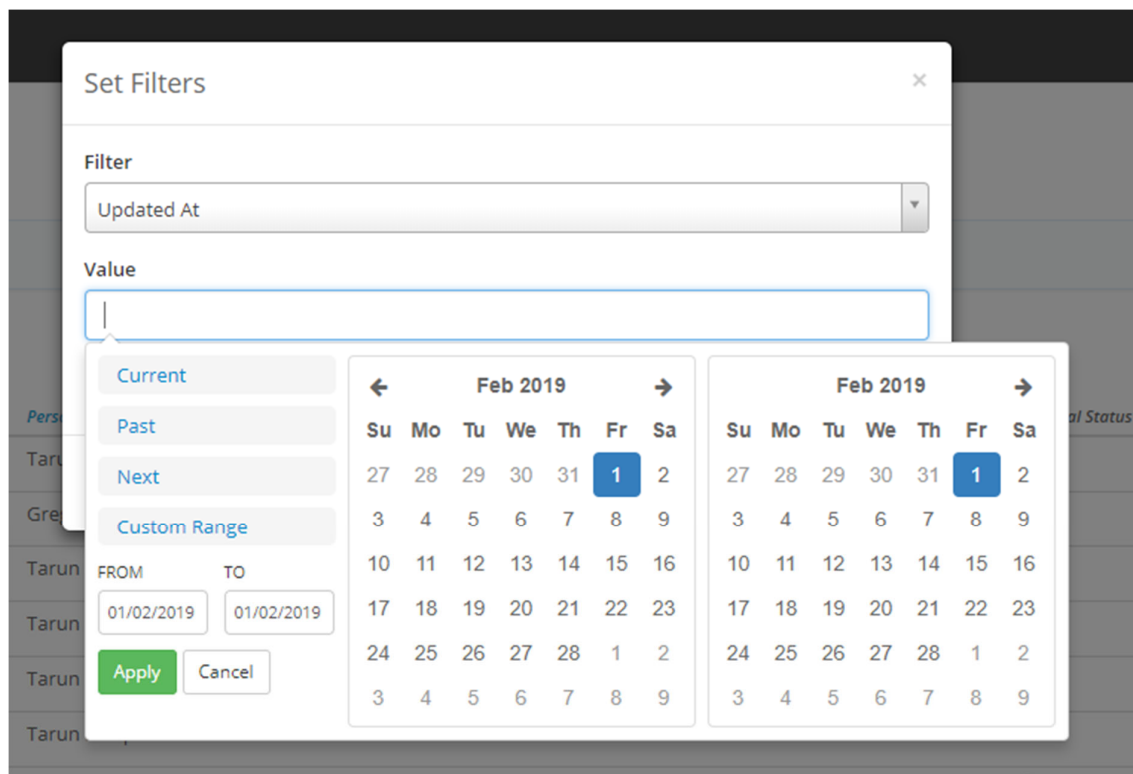 Set Filters ×
Filter
Updated At
Value
Current
Past
Next
Custom Range
FROM TO
01/02/2019 01/02/2019
Apply Cancel
Feb 2019
Su Mo Tu We Th Fr Sa
27 28 29 30 31 1 2
3 4 5 6 7 8 9
10 11 12 13 14 15 16
17 18 19 20 21 22 23
24 25 26 27 28 1 2
3 4 5 6 7 8 9
Feb 2019
Su Mo Tu We Th Fr Sa
27 28 29 30 31 1 2
3 4 5 6 7 8 9
10 11 12 13 14 15 16
17 18 19 20 21 22 23
24 25 26 27 28 1 2
3 4 5 6 7 8 9
Status
Tarun
Tarun
Tarun
Tarun